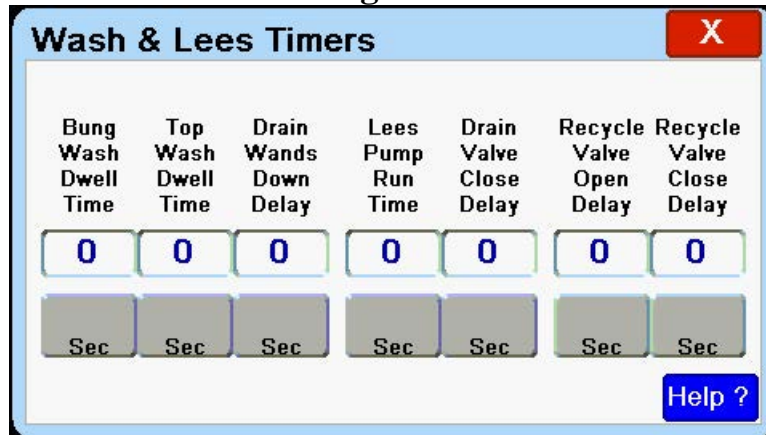 Wash & Lees Timers
X
Bung Wash Dwell Time
Top Wash Dwell Time
Drain Wands Down Delay
Lees Pump Run Time
Drain Valve Close Delay
Recycle Valve Open Delay
Recycle Valve Close Delay
0 0 0 0 0 0 0
Sec Sec Sec Sec Sec Sec Sec
Help ?